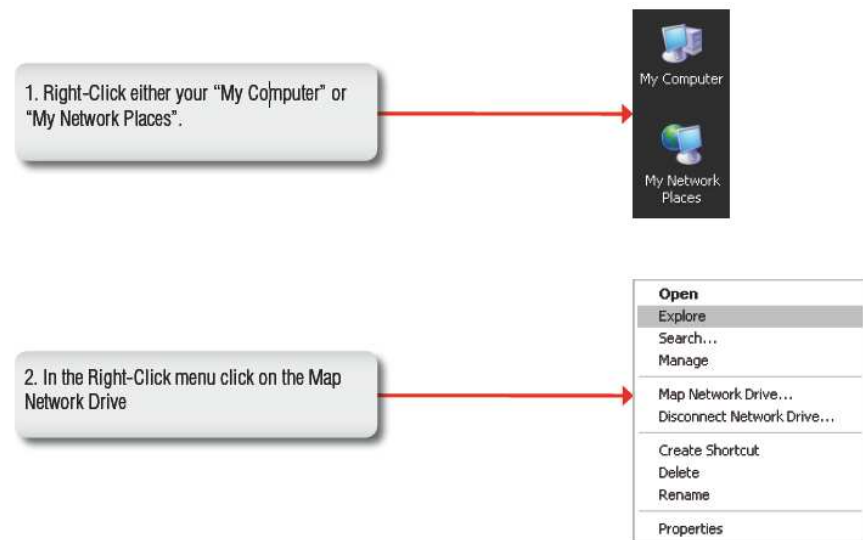 1. Right-Click either your “My Computer” or
“My Network Places”.
My Computer
My Network
Places
2. In the Right-Click menu click on the Map
Network Drive
Open
Explore
Search...
Manage
Map Network Drive...
Disconnect Network Drive...
Create Shortcut
Delete
Rename
Properties